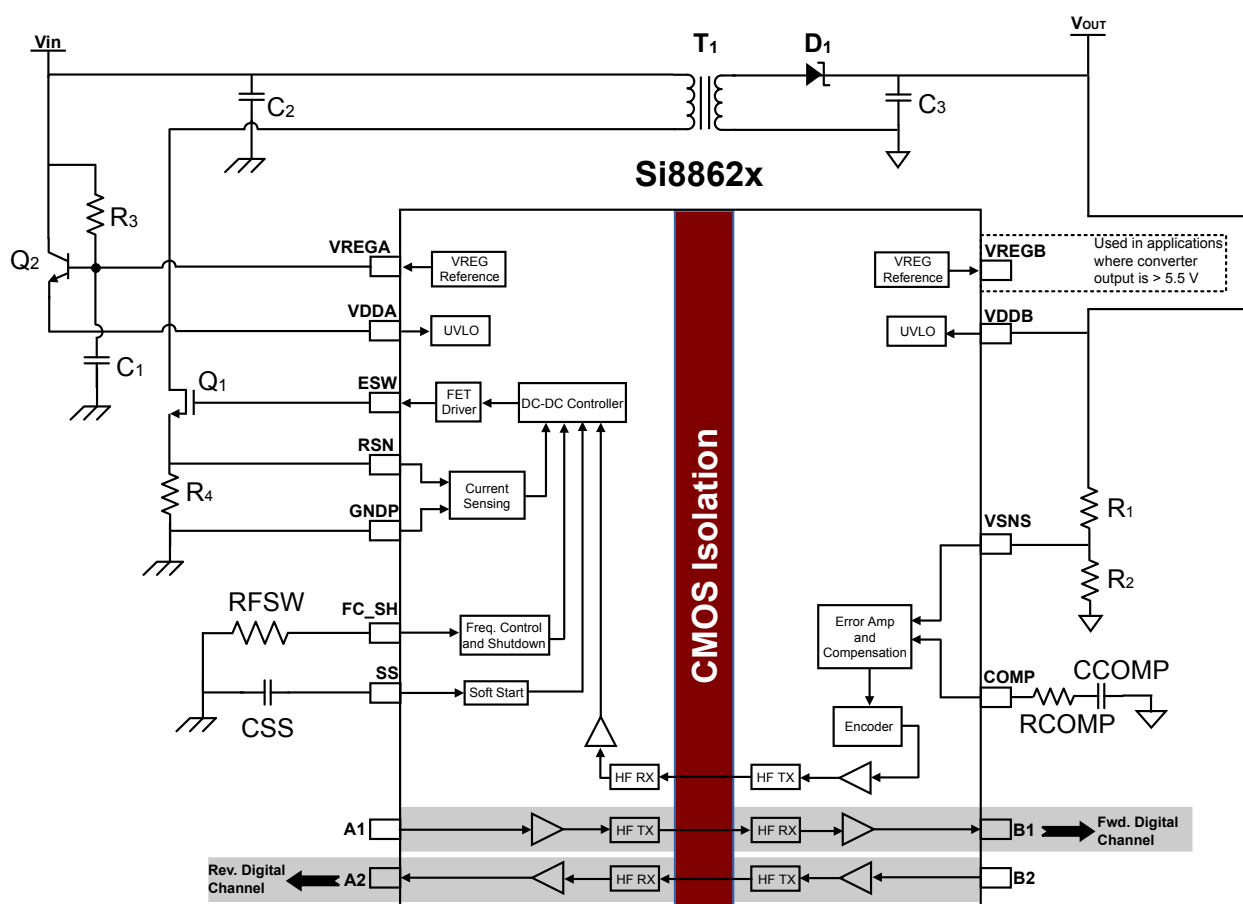 Vin
T1
D1
VOUT
C2
C3
Si8862x
R3
Q2
VREGA
VREG
Reference
VREG
Reference
VREGB
Used in applications
where converter
output is > 5.5 V
VDDA
UVLO
UVLO
VDDB
C1
Q1
ESW
FET
Driver
DC-DC Controller
RSN
R4
Current
Sensing
GNDP
CMOS Isolation
VSNS
R1
R2
RFSW
FC_SH
Freq. Control
and Shutdown
Error Amp
and
Compensation
SS
Soft Start
CSS
COMP
CCOMP
RCOMP
Encoder
HF RX
HF TX
A1
HF TX
HF RX
B1
Fwd. Digital
Channel
Rev. Digital
Channel
A2
HF RX
HF TX
B2